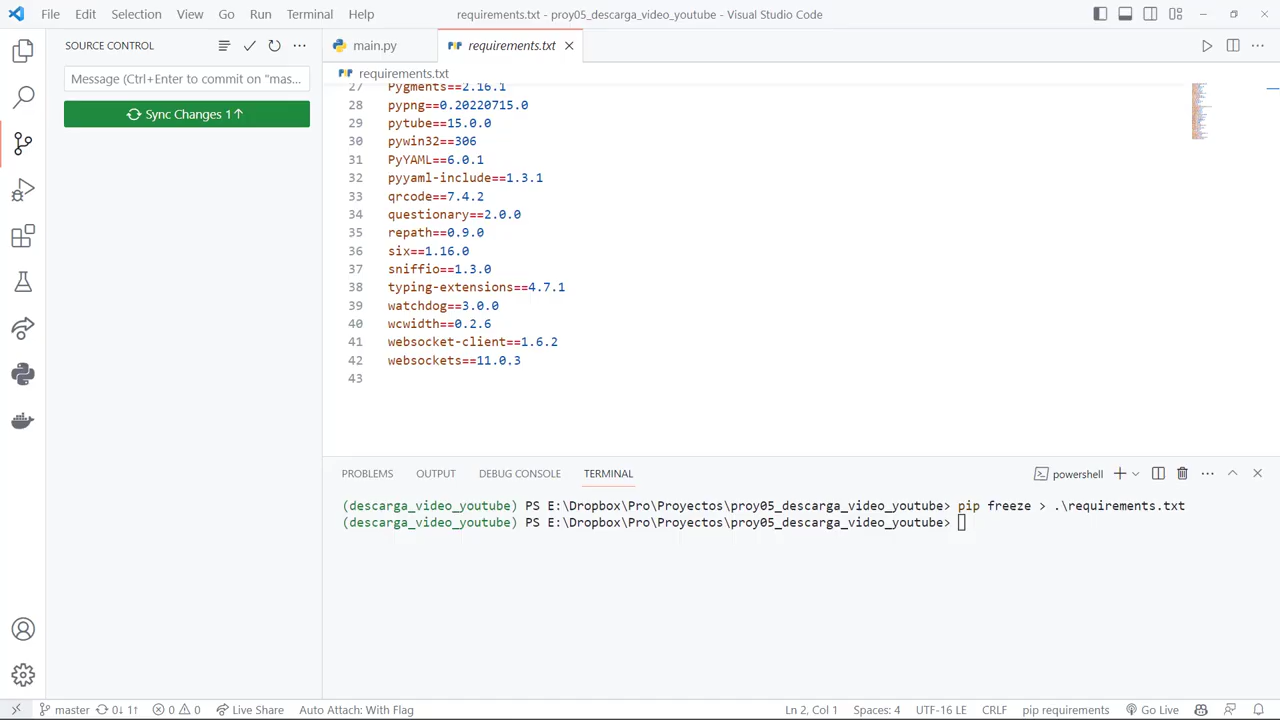 File Edit Selection View Go Run Terminal Help
requirements.txt - proy05_descarga_video_youtube - Visual Studio Code
SOURCE CONTROL
Message (Ctrl+Enter to commit on "mas...
Sync Changes 1↑
main.py
requirements.txt
requirements.txt
27 Pygments==2.16.1
28 pypng==0.20220715.0
29 pytube==15.0.0
30 pywin32==306
31 PyYAML==6.0.1
32 pyyaml-include==1.3.1
33 qrcode==7.4.2
34 questionary==2.0.0
35 repath==0.9.0
36 six==1.16.0
37 sniffio==1.3.0
38 typing-extensions==4.7.1
39 watchdog==3.0.0
40 wcwidth==0.2.6
41 websocket-client==1.6.2
42 websockets==11.0.3
43
PROBLEMS OUTPUT DEBUG CONSOLE TERMINAL
powershell
(descarga_video_youtube) PS E:\Dropbox\Pro\Proyectos\proy05_descarga_video_youtube> pip freeze > .\requirements.txt
(descarga_video_youtube) PS E:\Dropbox\Pro\Proyectos\proy05_descarga_video_youtube>
master 0↓ 1↑ 0 0 Live Share Auto Attach: With Flag
Ln 2, Col 1 Spaces: 4 UTF-16 LE CRLF pip requirements Go Live